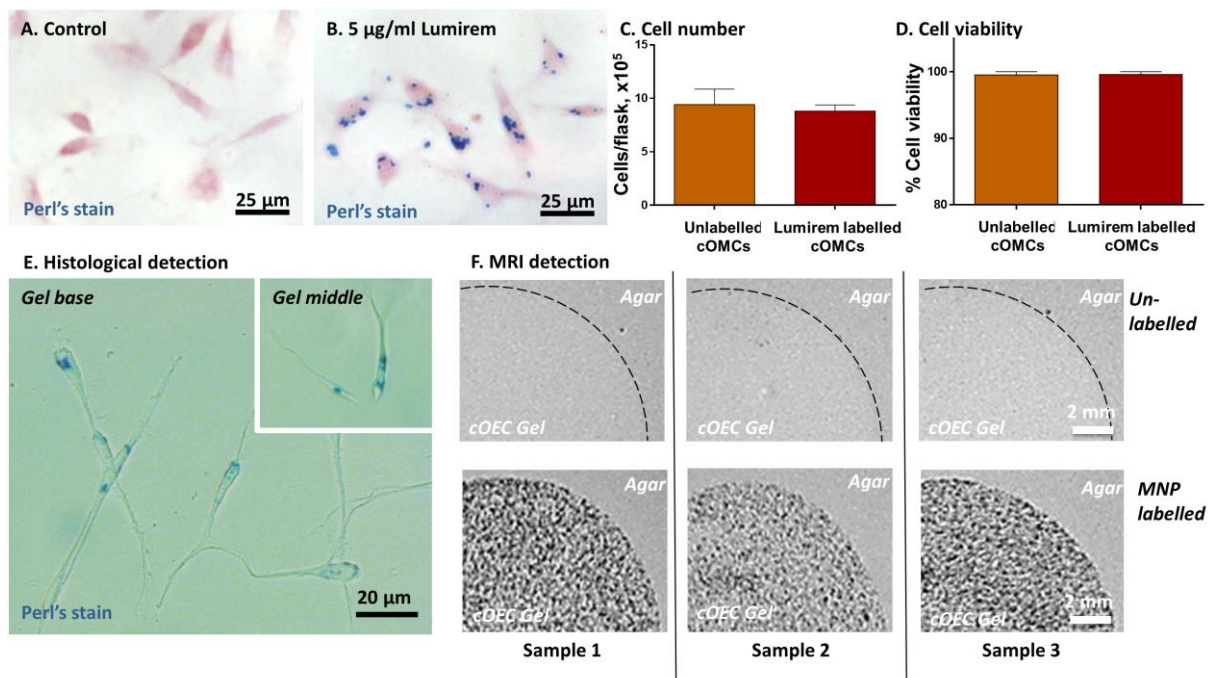 A. Control
Perl's stain
25 µm
B. 5 µg/ml Lumirem
Perl's stain
25 µm
C. Cell number
Cells/flask, x10⁵
15
10
5
0
Unlabelled
cOMCs
Lumirem labelled
cOMCs
D. Cell viability
% Cell viability
100
90
80
Unlabelled
cOMCs
Lumirem labelled
cOMCs
E. Histological detection
Gel base
Gel middle
Perl's stain
20 µm
F. MRI detection
Agar
cOEC Gel
Agar
cOEC Gel
Agar
cOEC Gel
2 mm
Un-
labelled
Agar
cOEC Gel
Agar
cOEC Gel
Agar
cOEC Gel
2 mm
MNP
labelled
Sample 1
Sample 2
Sample 3